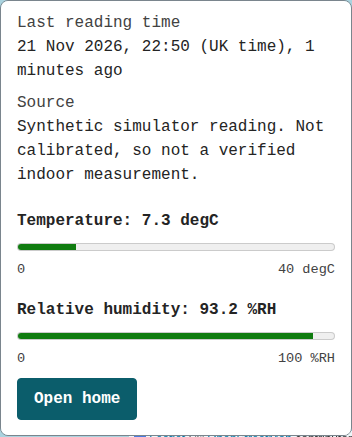 Last reading time
21 Nov 2026, 22:50 (UK time), 1
minutes ago
Source
Synthetic simulator reading. Not
calibrated, so not a verified
indoor measurement.
Temperature: 7.3 degC
0 40 degC
Relative humidity: 93.2 %RH
0 100 %RH
Open home